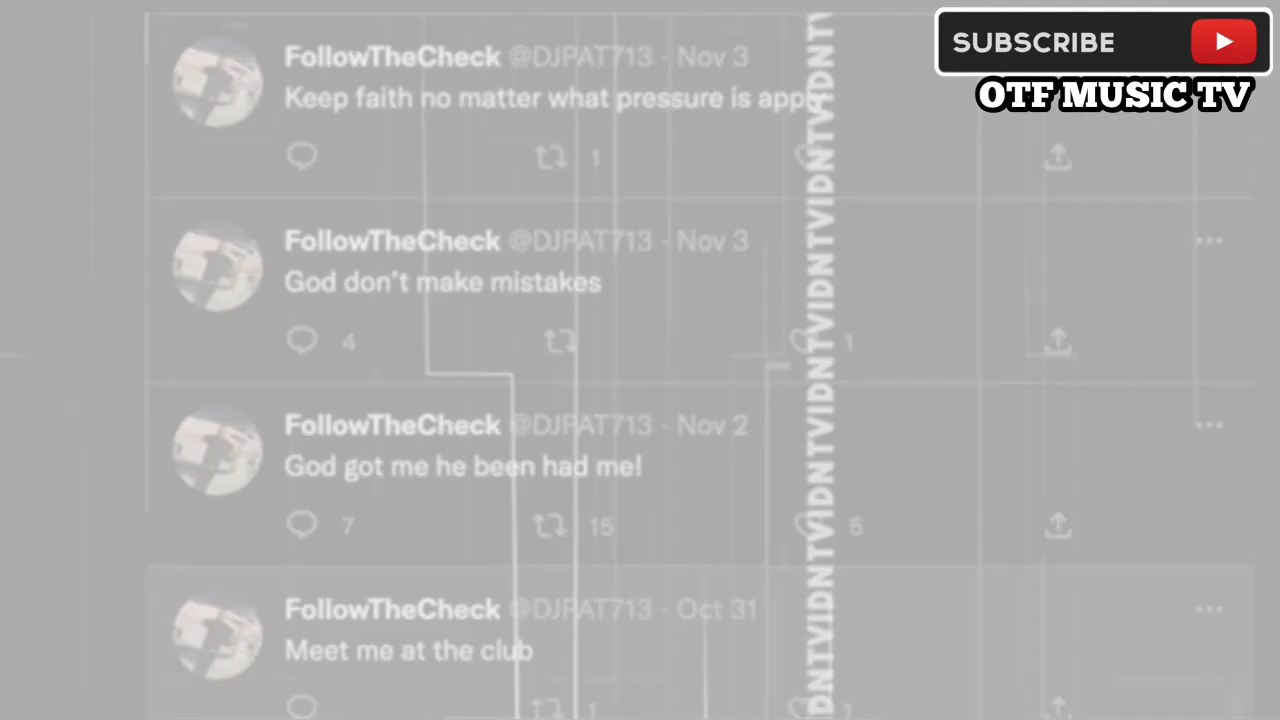 SUBSCRIBE
OTF MUSIC TV
FollowTheCheck @DJPAT713 · Nov 3
Keep faith no matter what pressure is
1
FollowTheCheck @DJPAT713 · Nov 3
God don't make mistakes
4 1
FollowTheCheck @DJPAT713 · Nov 2
God got me he been had me!
7 15 5
FollowTheCheck @DJPAT713 · Oct 31
Meet me at the club
1 1